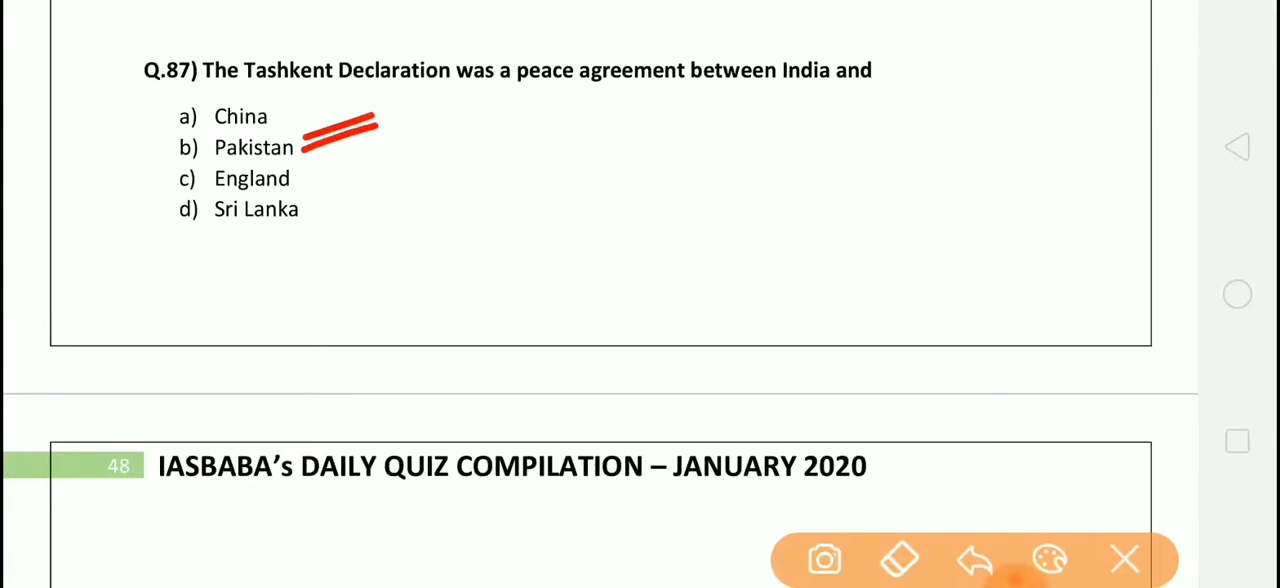 Q.87) The Tashkent Declaration was a peace agreement between India and
a) China
b) Pakistan
c) England
d) Sri Lanka
48 IASBABA’s DAILY QUIZ COMPILATION – JANUARY 2020